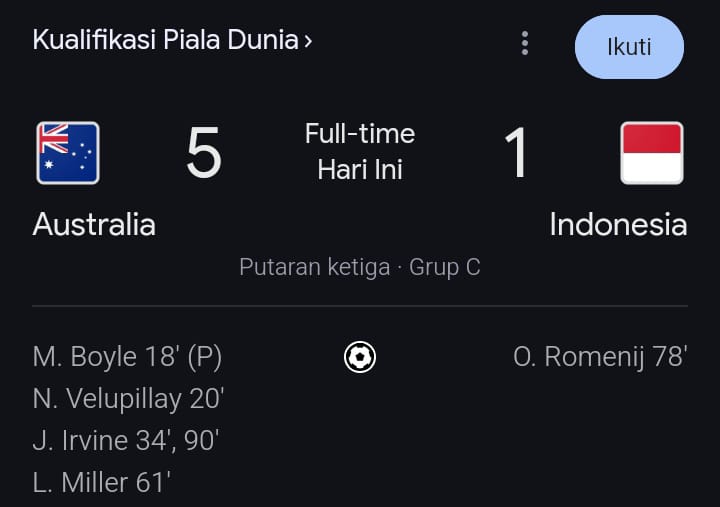 Kualifikasi Piala Dunia ›
Ikuti
5 Full-time 1
Hari Ini
Australia Indonesia
Putaran ketiga · Grup C
M. Boyle 18' (P) O. Romenij 78'
N. Velupillay 20'
J. Irvine 34', 90'
L. Miller 61'